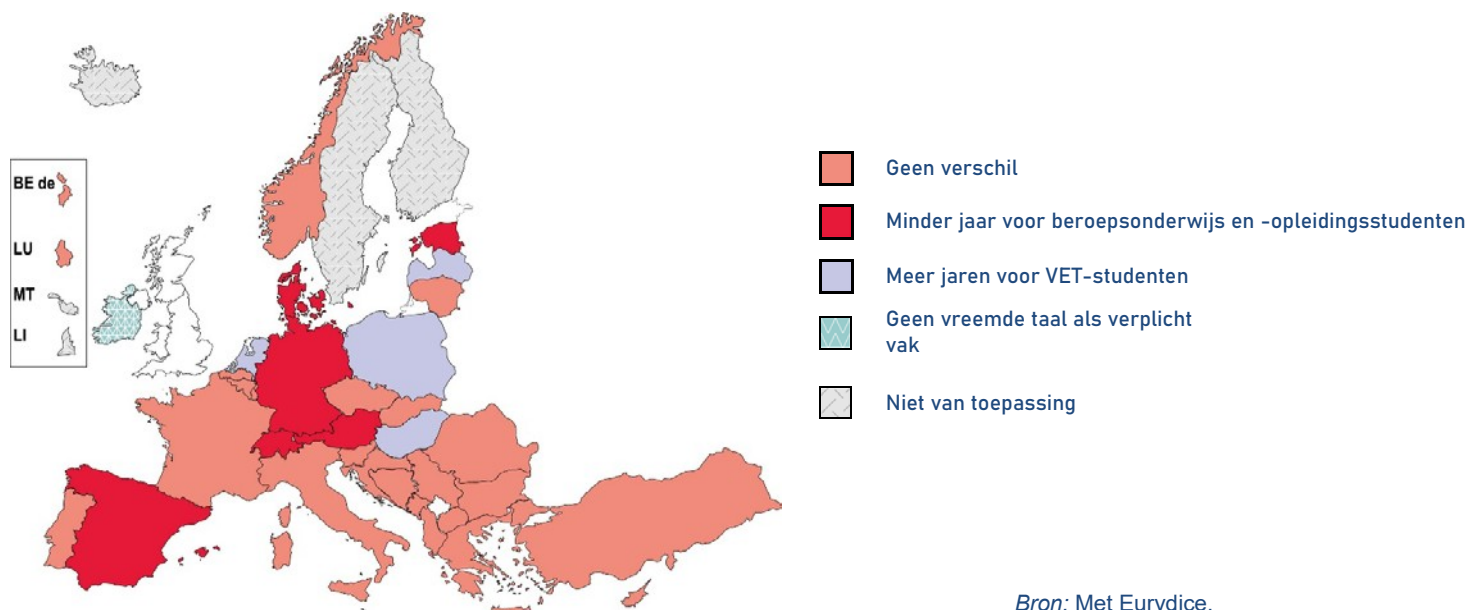 BE de
LU
MT
LI
Geen verschil
Minder jaar voor beroepsonderwijs en -opleidingsstudenten
Meer jaren voor VET-studenten
Geen vreemde taal als verplicht
vak
Niet van toepassing
Bron: Met Eurydice.